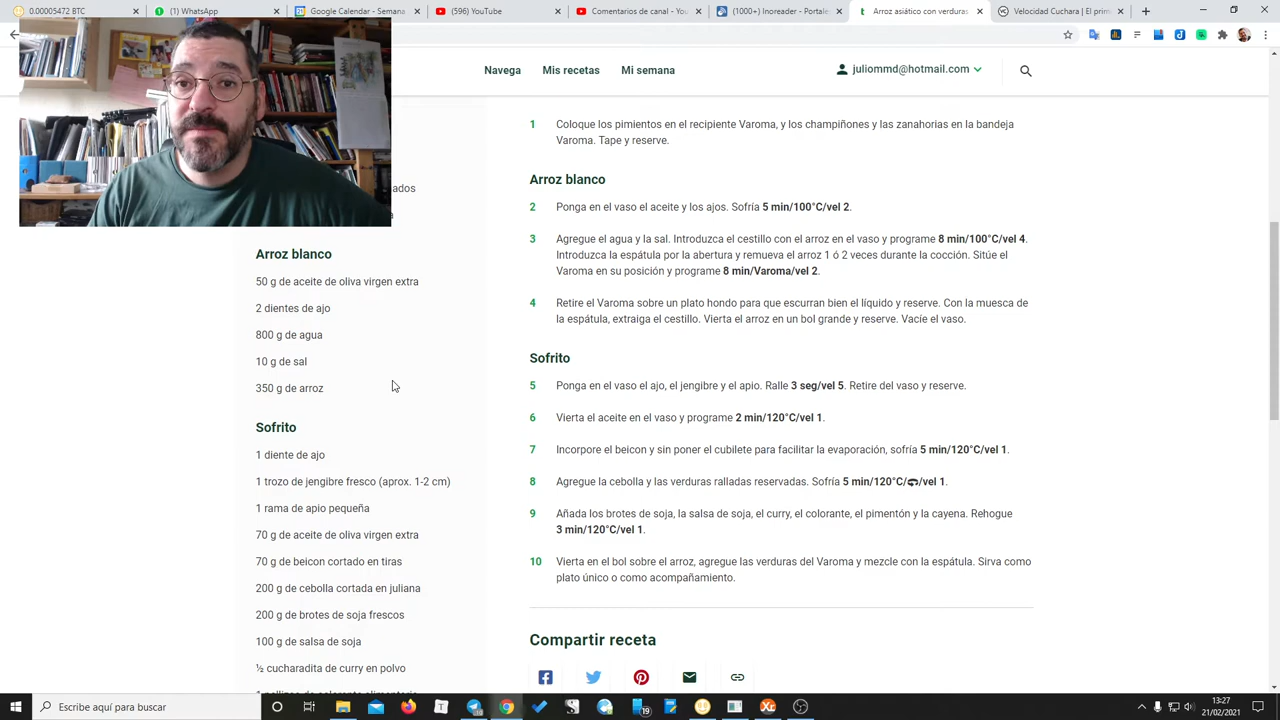 0.00005472 BTC
(1) WhatsApp
Calendar - Semana
(596) YouTube
Comentarios de canal - You
(3000+) Increader - Portal
Arroz asiático con verduras
Velocidad Cuchara | El prim
Navega
Mis recetas
Mi semana
juliommd@hotmail.com
ados
a
Arroz blanco
50 g de aceite de oliva virgen extra
2 dientes de ajo
800 g de agua
10 g de sal
350 g de arroz
Sofrito
1 diente de ajo
1 trozo de jengibre fresco (aprox. 1-2 cm)
1 rama de apio pequeña
70 g de aceite de oliva virgen extra
70 g de beicon cortado en tiras
200 g de cebolla cortada en juliana
200 g de brotes de soja frescos
100 g de salsa de soja
½ cucharadita de curry en polvo
1 Coloque los pimientos en el recipiente Varoma, y los champiñones y las zanahorias en la bandeja
Varoma. Tape y reserve.
Arroz blanco
2 Ponga en el vaso el aceite y los ajos. Sofría 5 min/100°C/vel 2.
3 Agregue el agua y la sal. Introduzca el cestillo con el arroz en el vaso y programe 8 min/100°C/vel 4.
Introduzca la espátula por la abertura y remueva el arroz 1 ó 2 veces durante la cocción. Sitúe el
Varoma en su posición y programe 8 min/Varoma/vel 2.
4 Retire el Varoma sobre un plato hondo para que escurran bien el líquido y reserve. Con la muesca de
la espátula, extraiga el cestillo. Vierta el arroz en un bol grande y reserve. Vacíe el vaso.
Sofrito
5 Ponga en el vaso el ajo, el jengibre y el apio. Ralle 3 seg/vel 5. Retire del vaso y reserve.
6 Vierta el aceite en el vaso y programe 2 min/120°C/vel 1.
7 Incorpore el beicon y sin poner el cubilete para facilitar la evaporación, sofría 5 min/120°C/vel 1.
8 Agregue la cebolla y las verduras ralladas reservadas. Sofría 5 min/120°C/ /vel 1.
9 Añada los brotes de soja, la salsa de soja, el curry, el colorante, el pimentón y la cayena. Rehogue
3 min/120°C/vel 1.
10 Vierta en el bol sobre el arroz, agregue las verduras del Varoma y mezcle con la espátula. Sirva como
plato único o como acompañamiento.
Compartir receta
Escribe aquí para buscar
19
13:27
21/02/2021